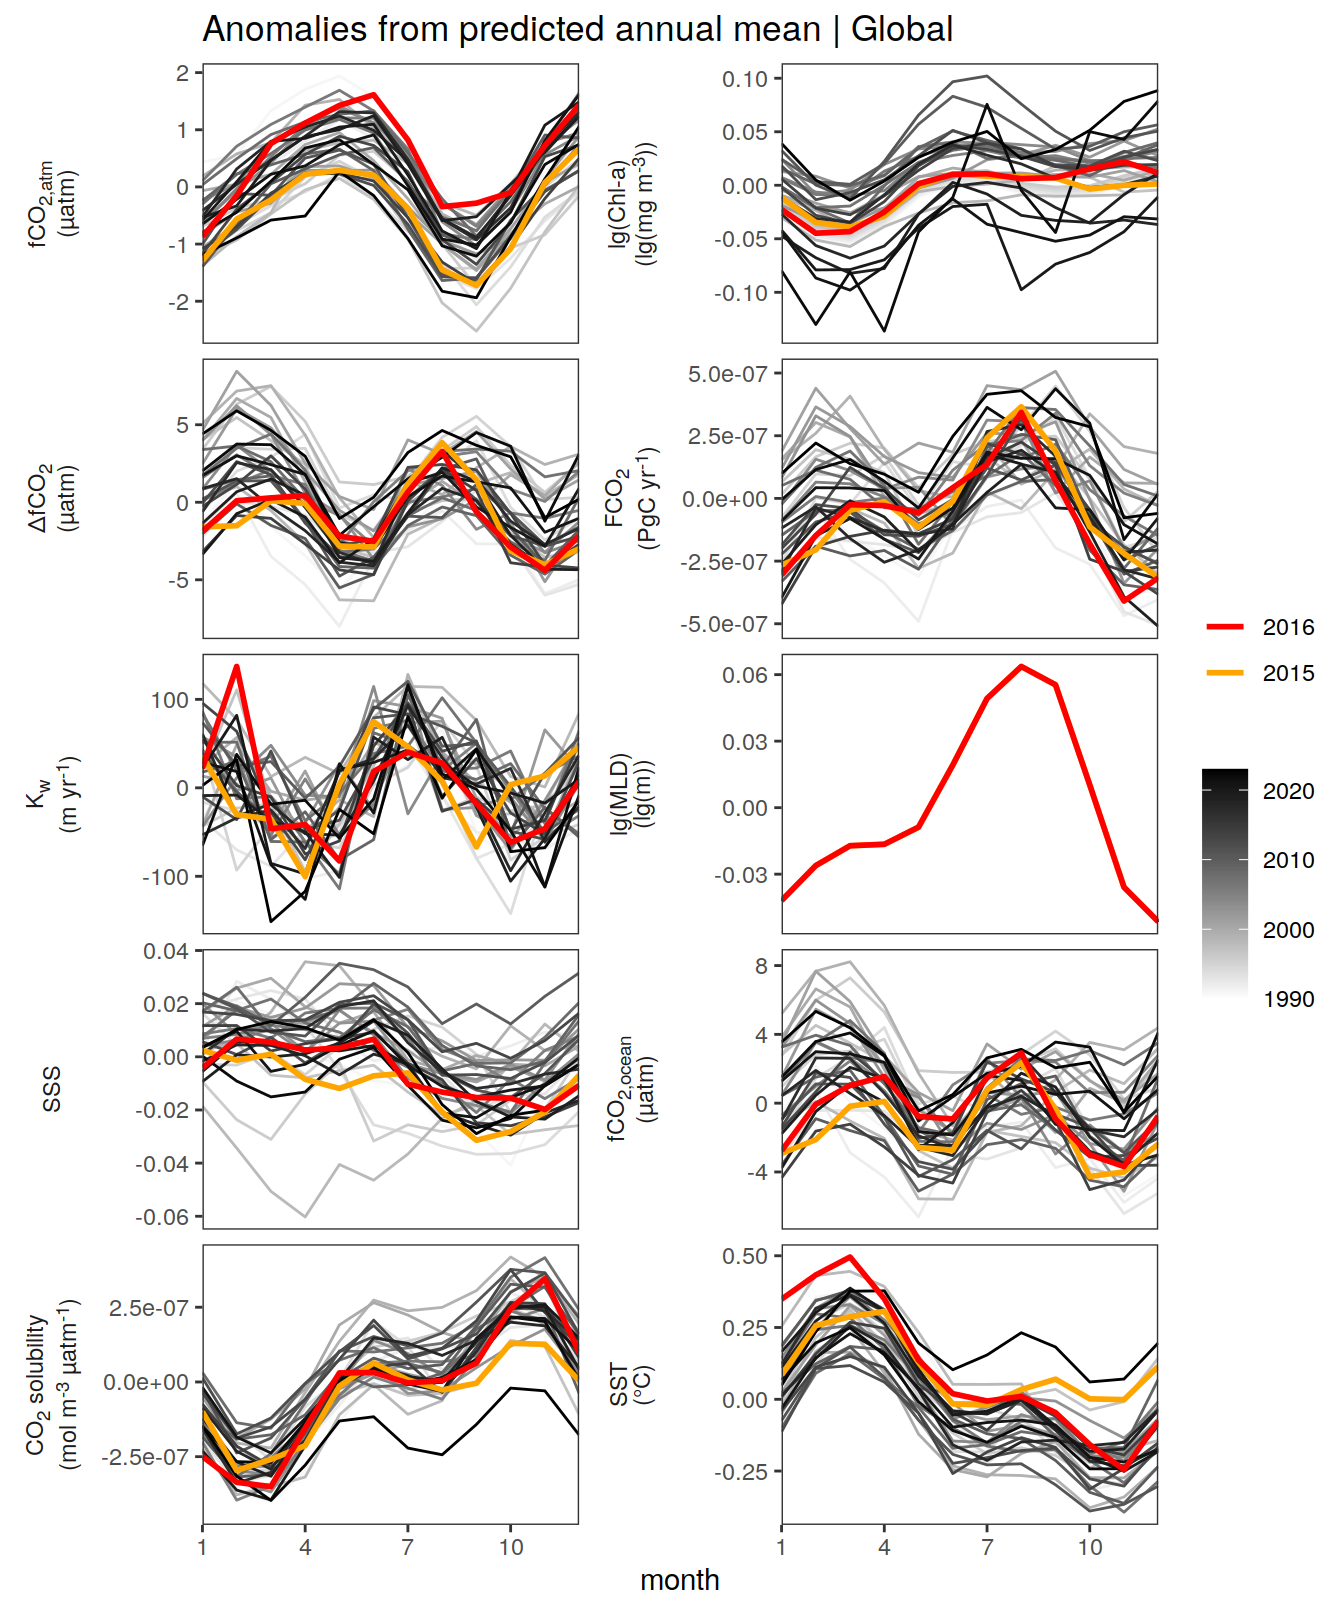 Anomalies from predicted annual mean | Global
fCO2,atm
(µatm)
2
1
0
-1
-2
lg(Chl-a)
(lg(mg m-3))
0.10
0.05
0.00
-0.05
-0.10
ΔfCO2
(µatm)
5
0
-5
FCO2
(PgC yr-1)
5.0e-07
2.5e-07
0.0e+00
-2.5e-07
-5.0e-07
Kw
(m yr-1)
100
0
-100
lg(MLD)
(lg(m))
0.06
0.03
0.00
-0.03
SSS
0.04
0.02
0.00
-0.02
-0.04
-0.06
fCO2,ocean
(µatm)
8
4
0
-4
CO2 solubility
(mol m-3 µatm-1)
2.5e-07
0.0e+00
-2.5e-07
SST
(°C)
0.50
0.25
0.00
-0.25
1 4 7 10
1 4 7 10
month
2016
2015
2020
2010
2000
1990